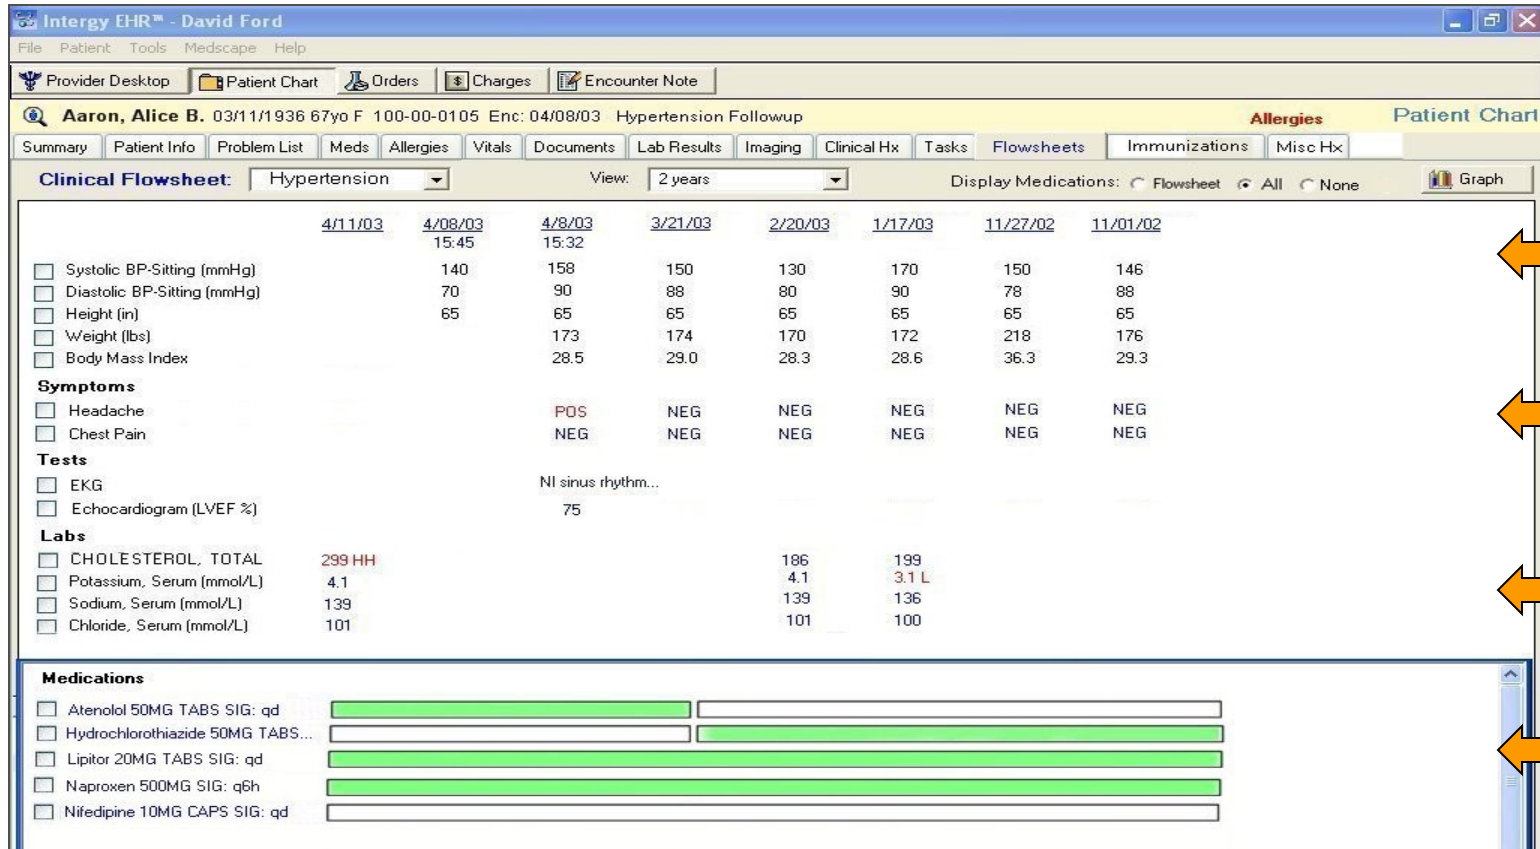 Intergy EHR™ - David Ford
File Patient Tools Medscape Help
Provider Desktop Patient Chart Orders Charges Encounter Note
Aaron, Alice B. 03/11/1936 67yo F 100-00-0105 Enc: 04/08/03 Hypertension Followup Allergies Patient Chart
Summary Patient Info Problem List Meds Allergies Vitals Documents Lab Results Imaging Clinical Hx Tasks Flowsheets Immunizations Misc Hx
Clinical Flowsheet: Hypertension View: 2 years Display Medications: Flowsheet All None Graph
4/11/03 4/08/03 4/8/03 3/21/03 2/20/03 1/17/03 11/27/02 11/01/02
15:45 15:32
Systolic BP-Sitting (mmHg) 140 158 150 130 170 150 146
Diastolic BP-Sitting (mmHg) 70 90 88 80 90 78 88
Height (in) 65 65 65 65 65 65 65
Weight (lbs) 173 174 170 172 218 176
Body Mass Index 28.5 29.0 28.3 28.6 36.3 29.3
Symptoms
Headache POS NEG NEG NEG NEG NEG
Chest Pain NEG NEG NEG NEG NEG NEG
Tests
EKG Nl sinus rhythm...
Echocardiogram (LVEF %) 75
Labs
CHOLESTEROL, TOTAL 299 HH 186 199
Potassium, Serum (mmol/L) 4.1 4.1 3.1 L
Sodium, Serum (mmol/L) 139 139 136
Chloride, Serum (mmol/L) 101 101 100
Medications
Atenolol 50MG TABS SIG: qd
Hydrochlorothiazide 50MG TABS...
Lipitor 20MG TABS SIG: qd
Naproxen 500MG SIG: q6h
Nifedipine 10MG CAPS SIG: qd